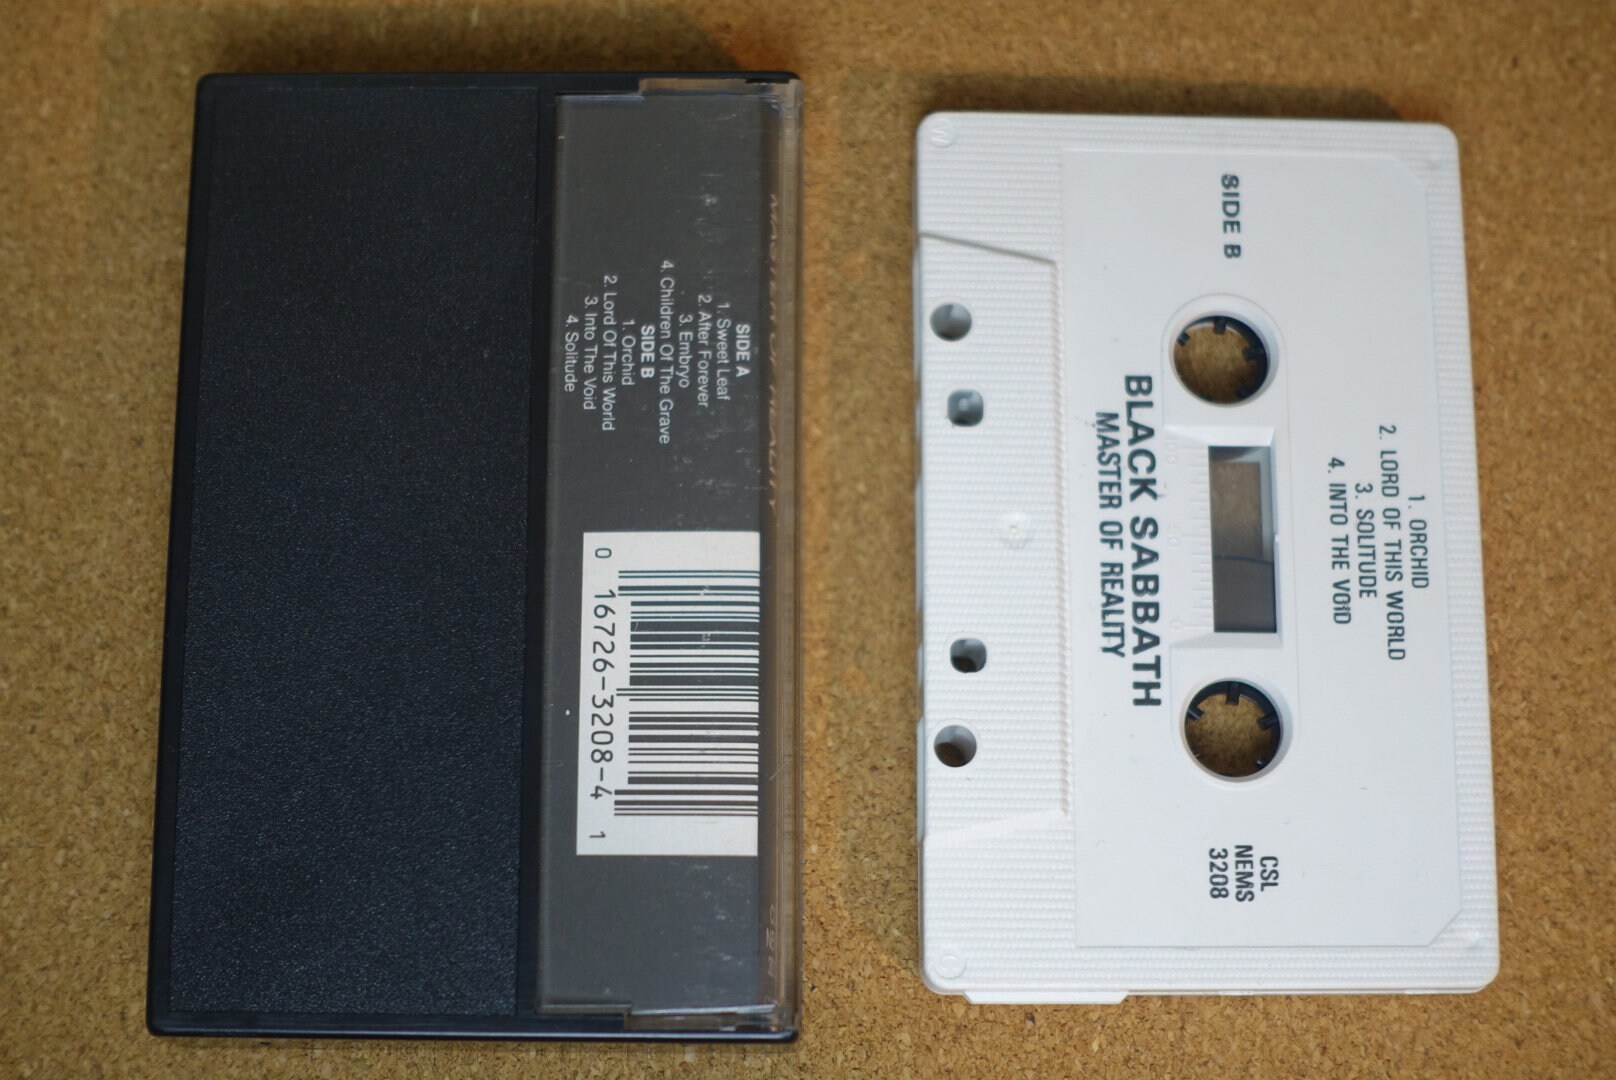 SIDE A
1. Sweet Leaf
2. After Forever
3. Embryo
4. Children Of The Grave
SIDE B
1. Orchid
2. Lord Of This World
3. Into The Void
4. Solitude
0 16726-3208-4 1
SIDE B
1. ORCHID
2. LORD OF THIS WORLD
3. SOLITUDE
4. INTO THE VOID
BLACK SABBATH
MASTER OF REALITY
CSL
NEMS
3208